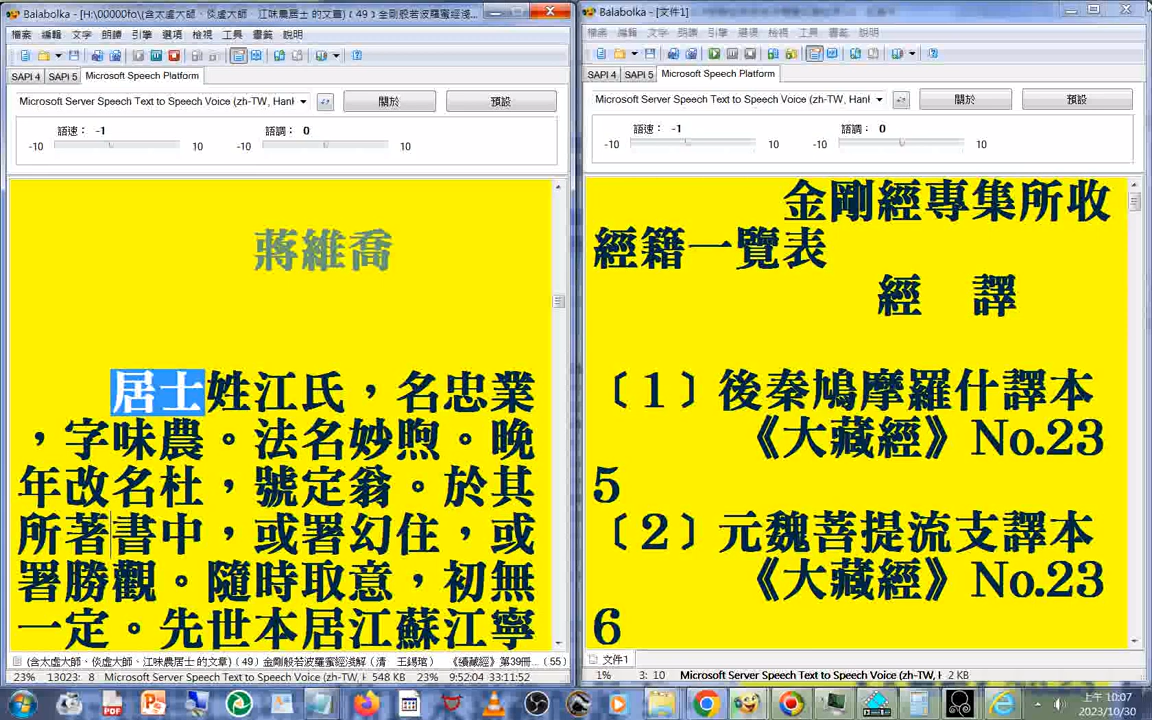 Balabolka - [H:\00000fo\(含太虛大師、倓虛大師、江味農居士 的文章) ( 49 ) 金剛般若波羅蜜經淺...
檔案 編輯 文字 朗讀 引擎 選項 檢視 工具 書籤 說明
SAPI 4 SAPI 5 Microsoft Speech Platform
Microsoft Server Speech Text to Speech Voice (zh-TW, Hanl
關於
預設
語速： -1
語調： 0
-10 10 -10 10
蔣維喬
居士姓江氏，名忠業
，字味農。法名妙煦。晚
年改名杜，號定翁。於其
所著書中，或署幻住，或
署勝觀。隨時取意，初無
一定。先世本居江蘇江寧
(含太虛大師、倓虛大師、江味農居士 的文章) ( 49 ) 金剛般若波羅蜜經淺解 (清 王錫琯) 《續藏經》第39冊... ( 55 )
23% 13023: 8 Microsoft Server Speech Text to Speech Voice (zh-TW, H 548 KB 23% 9:52:04 33:11:52
Balabolka - [文件1]
檔案 編輯 文字 朗讀 引擎 選項 檢視 工具 書籤 說明
SAPI 4 SAPI 5 Microsoft Speech Platform
Microsoft Server Speech Text to Speech Voice (zh-TW, Hanl
關於
預設
語速： -1
語調： 0
-10 10 -10 10
金剛經專集所收
經籍一覽表
經　譯
〔１〕後秦鳩摩羅什譯本
《大藏經》No.23
5
〔２〕元魏菩提流支譯本
《大藏經》No.23
6
文件1
1% 3: 10 Microsoft Server Speech Text to Speech Voice (zh-TW, H 2 KB
上午 10:07
2023/10/30